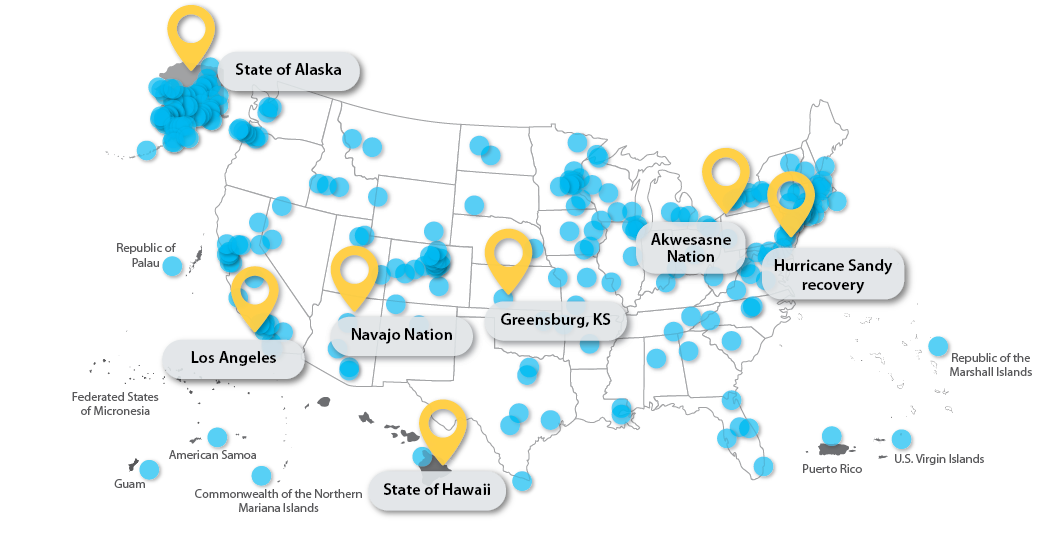 State of Alaska
Akwesasne
Nation
Republic of
Palau
Hurricane Sandy
recovery
Greensburg, KS
Navajo Nation
Los Angeles
Republic of the
Marshall Islands
Federated States
of Micronesia
American Samoa
U.S. Virgin Islands
Puerto Rico
Guam
State of Hawaii
Commonwealth of the Northern
Mariana Islands